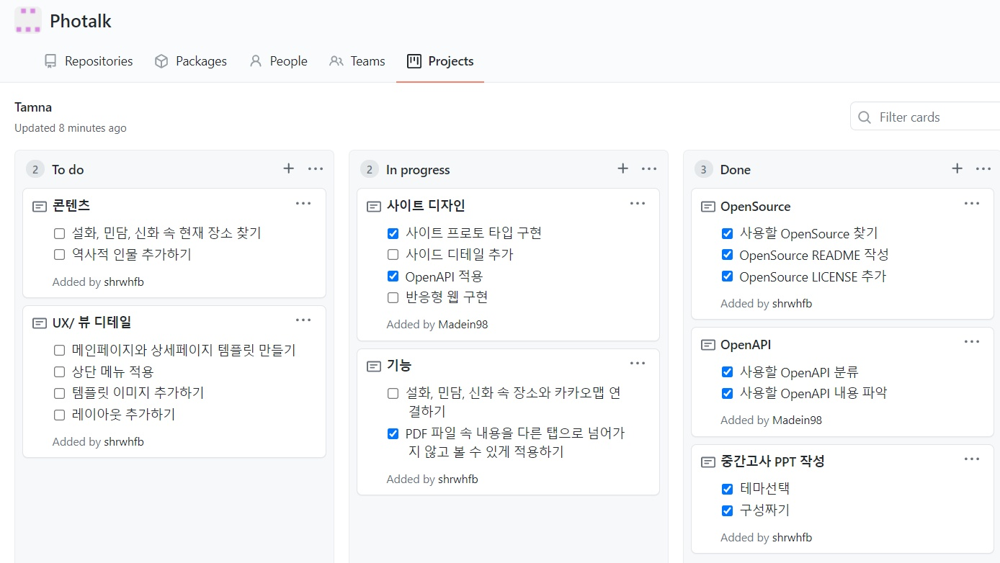 Photalk
Repositories Packages People Teams Projects
Tamna
Updated 8 minutes ago
Filter cards
2 To do
콘텐츠
설화, 민담, 신화 속 현재 장소 찾기
역사적 인물 추가하기
Added by shrwhfb
UX/ 뷰 디테일
메인페이지와 상세페이지 템플릿 만들기
상단 메뉴 적용
템플릿 이미지 추가하기
레이아웃 추가하기
Added by shrwhfb
2 In progress
사이트 디자인
사이트 프로토 타입 구현
사이드 디테일 추가
OpenAPI 적용
반응형 웹 구현
Added by Madein98
기능
설화, 민담, 신화 속 장소와 카카오맵 연
결하기
PDF 파일 속 내용을 다른 탭으로 넘어가
지 않고 볼 수 있게 적용하기
Added by shrwhfb
3 Done
OpenSource
사용할 OpenSource 찾기
OpenSource README 작성
OpenSource LICENSE 추가
Added by shrwhfb
OpenAPI
사용할 OpenAPI 분류
사용할 OpenAPI 내용 파악
Added by Madein98
중간고사 PPT 작성
테마선택
구성짜기
Added by shrwhfb